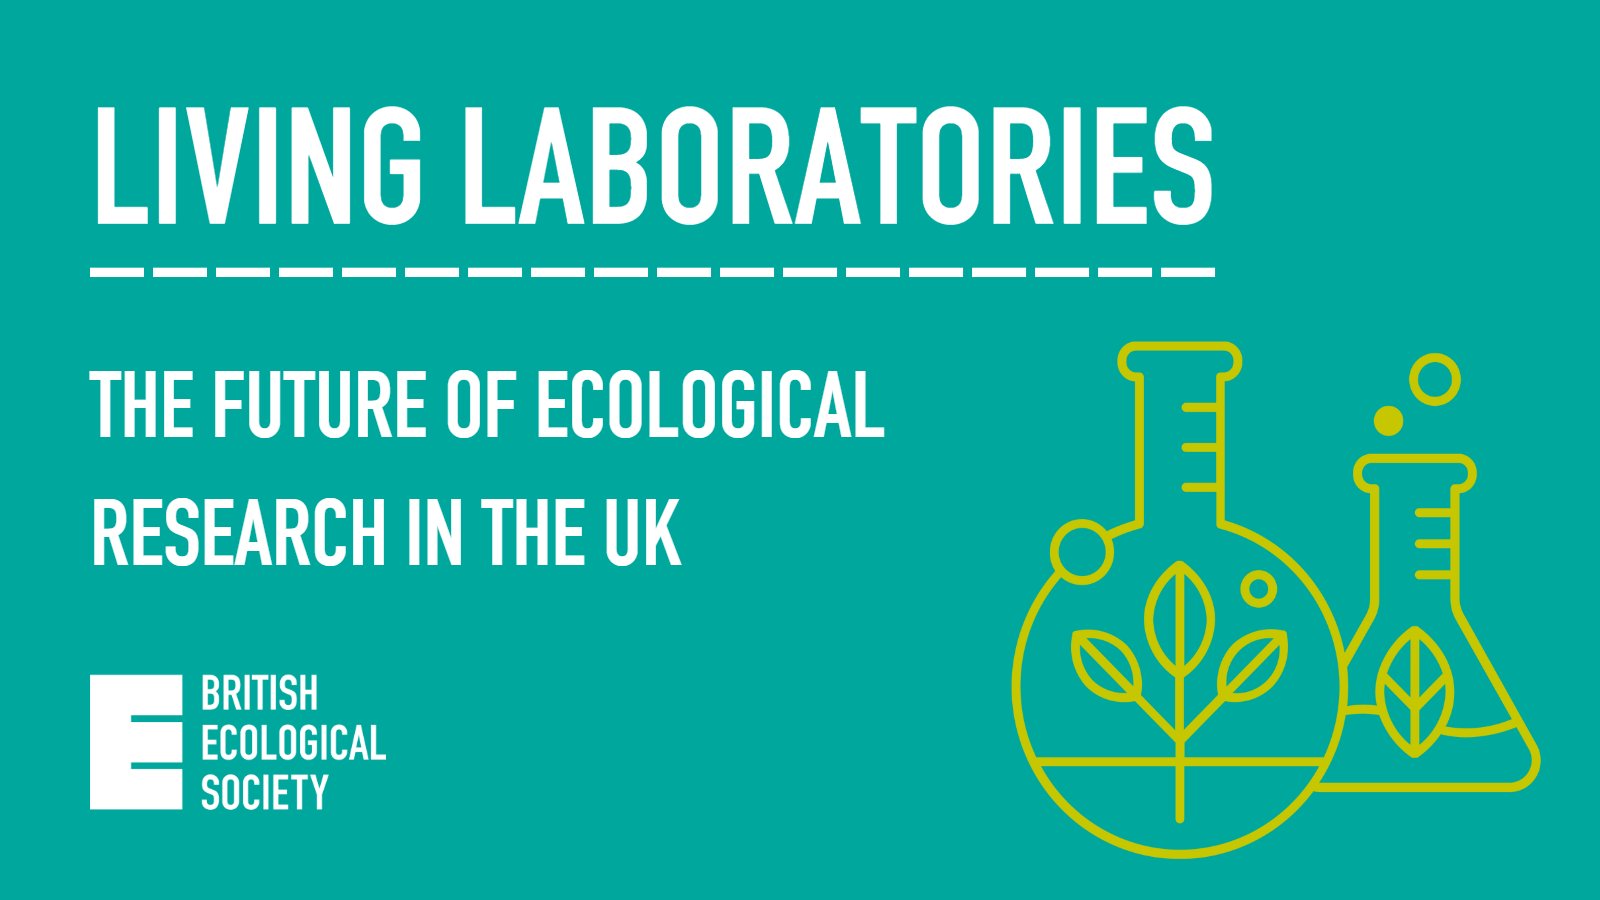 LIVING LABORATORIES
THE FUTURE OF ECOLOGICAL
RESEARCH IN THE UK
BRITISH
ECOLOGICAL
SOCIETY